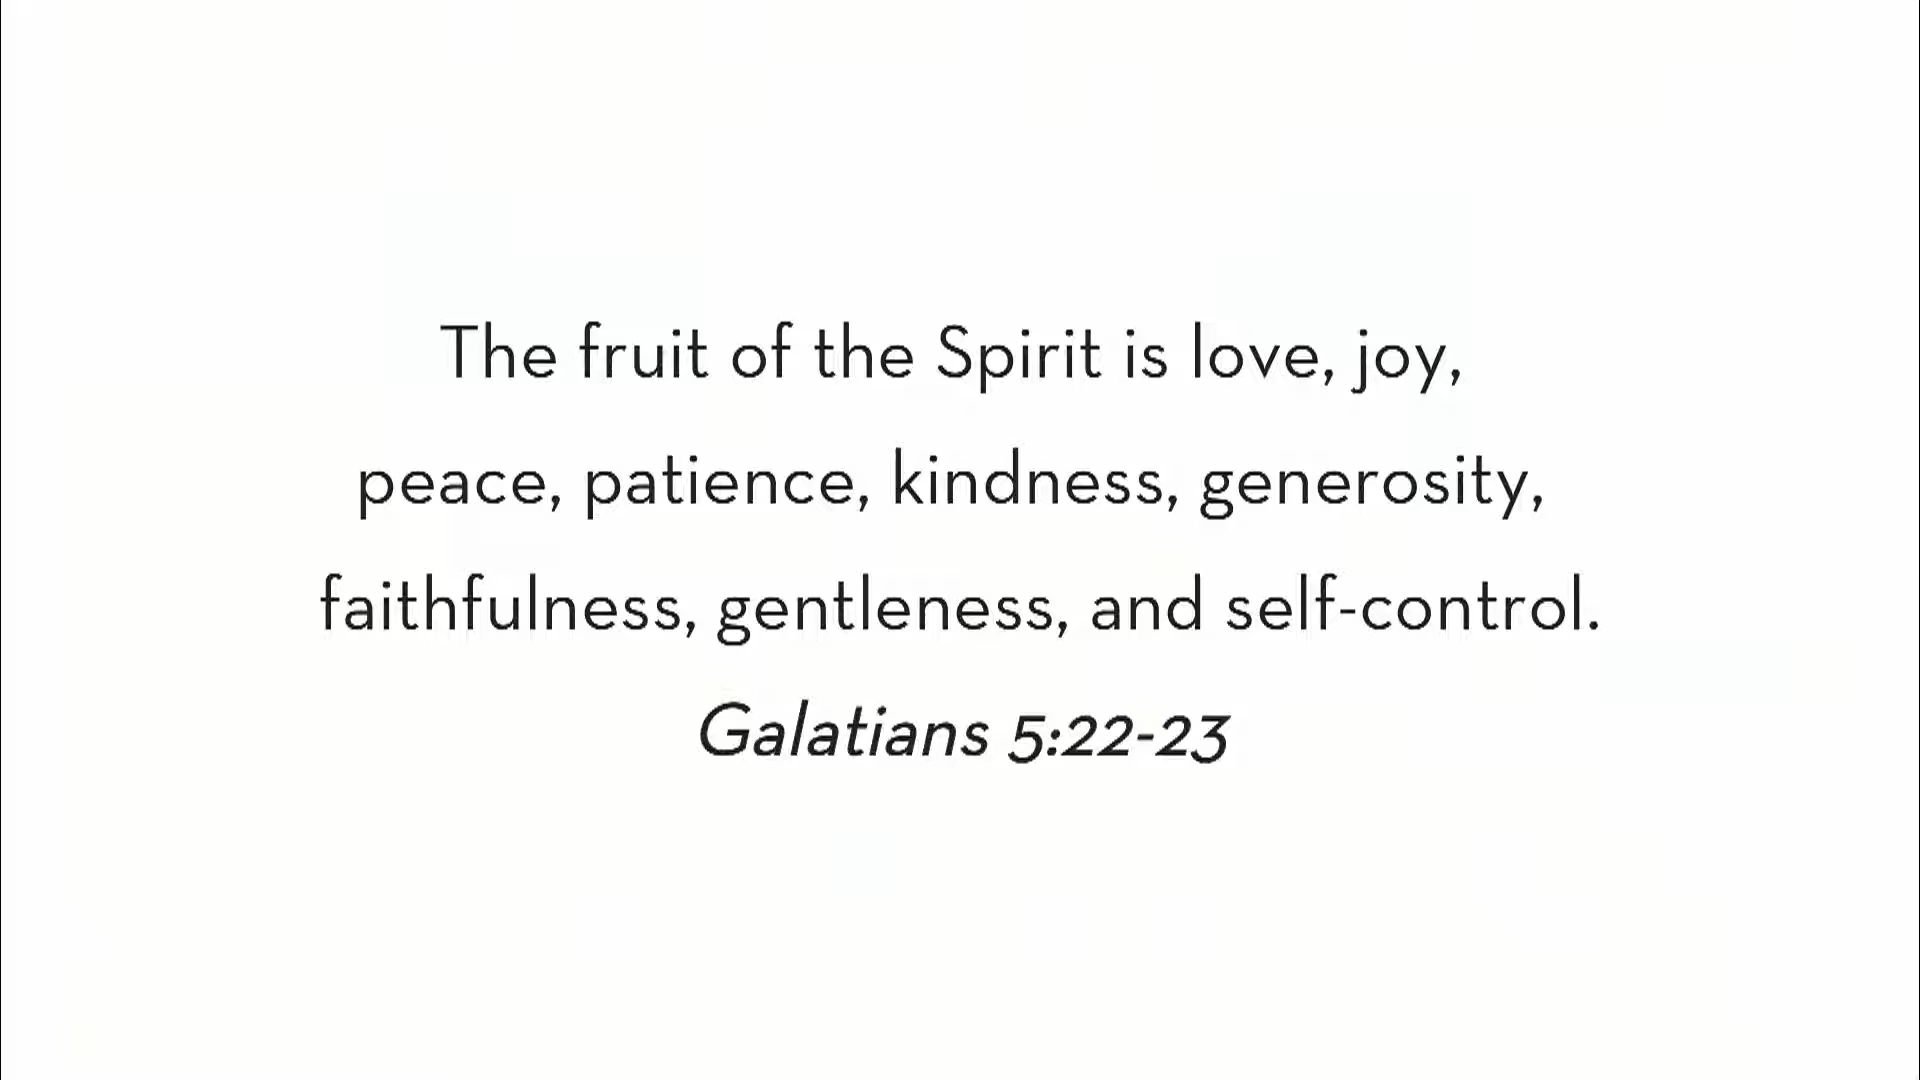 The fruit of the Spirit is love, joy,
peace, patience, kindness, generosity,
faithfulness, gentleness, and self-control.
Galatians 5:22-23